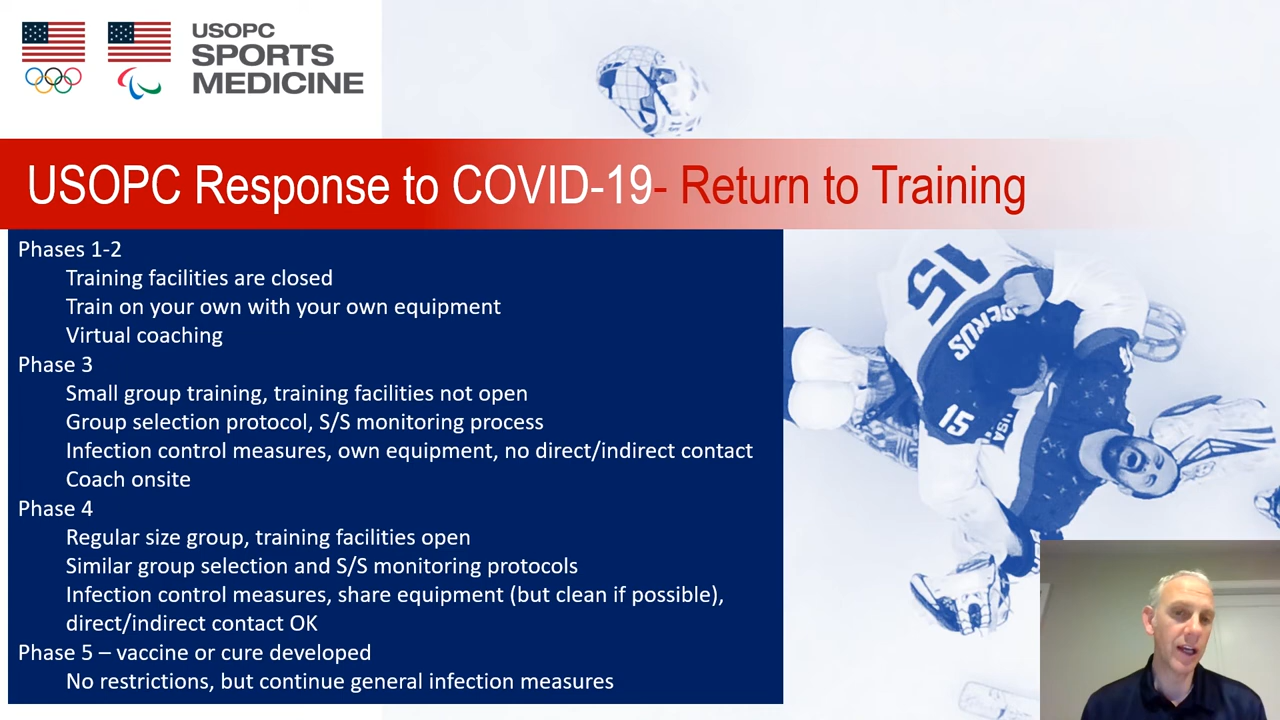 USOPC
SPORTS
MEDICINE
USOPC Response to COVID-19- Return to Training
Phases 1-2
Training facilities are closed
Train on your own with your own equipment
Virtual coaching
Phase 3
Small group training, training facilities not open
Group selection protocol, S/S monitoring process
Infection control measures, own equipment, no direct/indirect contact
Coach onsite
Phase 4
Regular size group, training facilities open
Similar group selection and S/S monitoring protocols
Infection control measures, share equipment (but clean if possible),
direct/indirect contact OK
Phase 5 – vaccine or cure developed
No restrictions, but continue general infection measures
15
15
USA